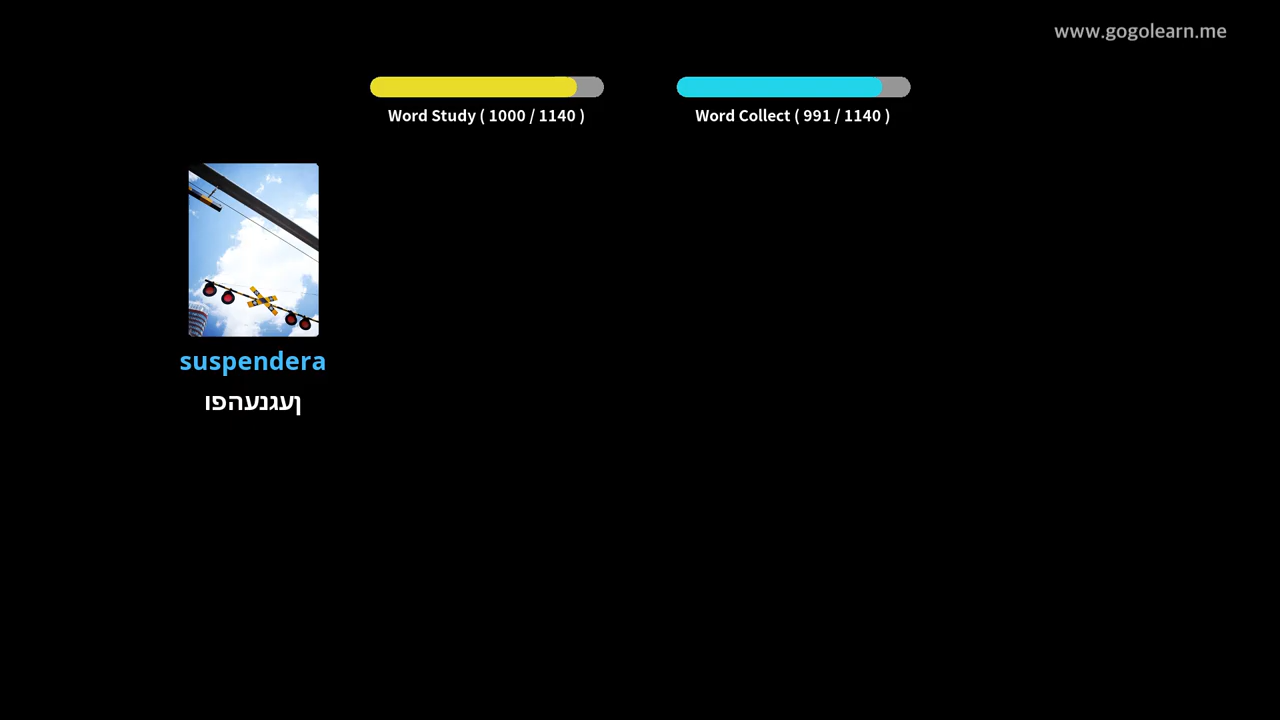 www.gogolearn.me
Word Study ( 1000 / 1140 )
Word Collect ( 991 / 1140 )
suspendera
ופהענגען